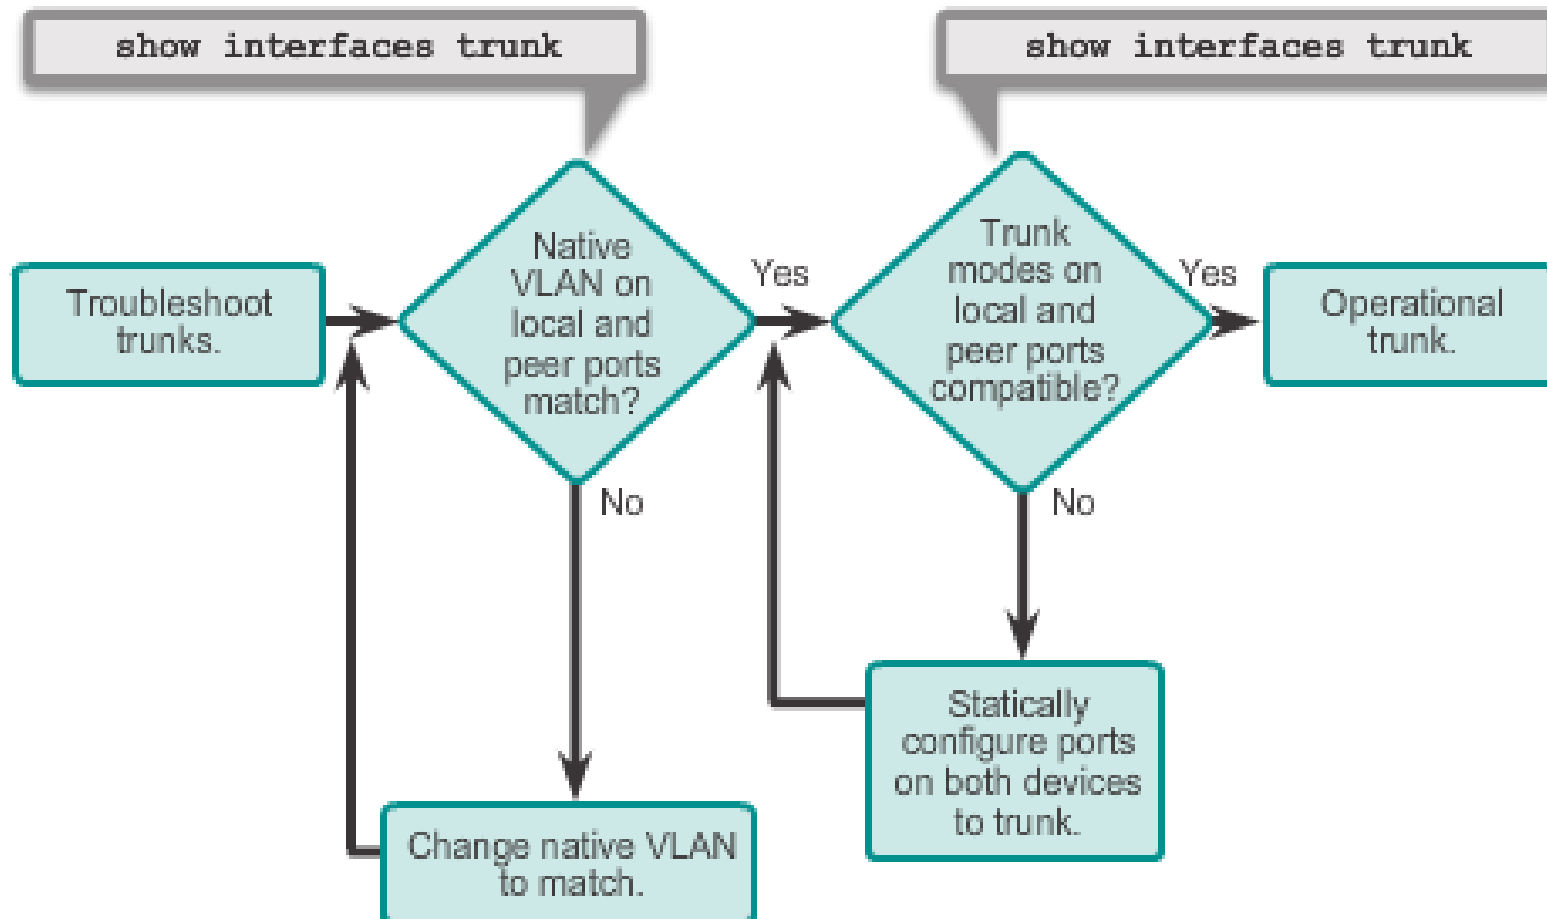 show interfaces trunk
show interfaces trunk
Troubleshoot
trunks.
Native
VLAN on
local and
peer ports
match?
Yes
No
Change native VLAN
to match.
Trunk
modes on
local and
peer ports
compatible?
Yes
No
Statically
configure ports
on both devices
to trunk.
Operational
trunk.